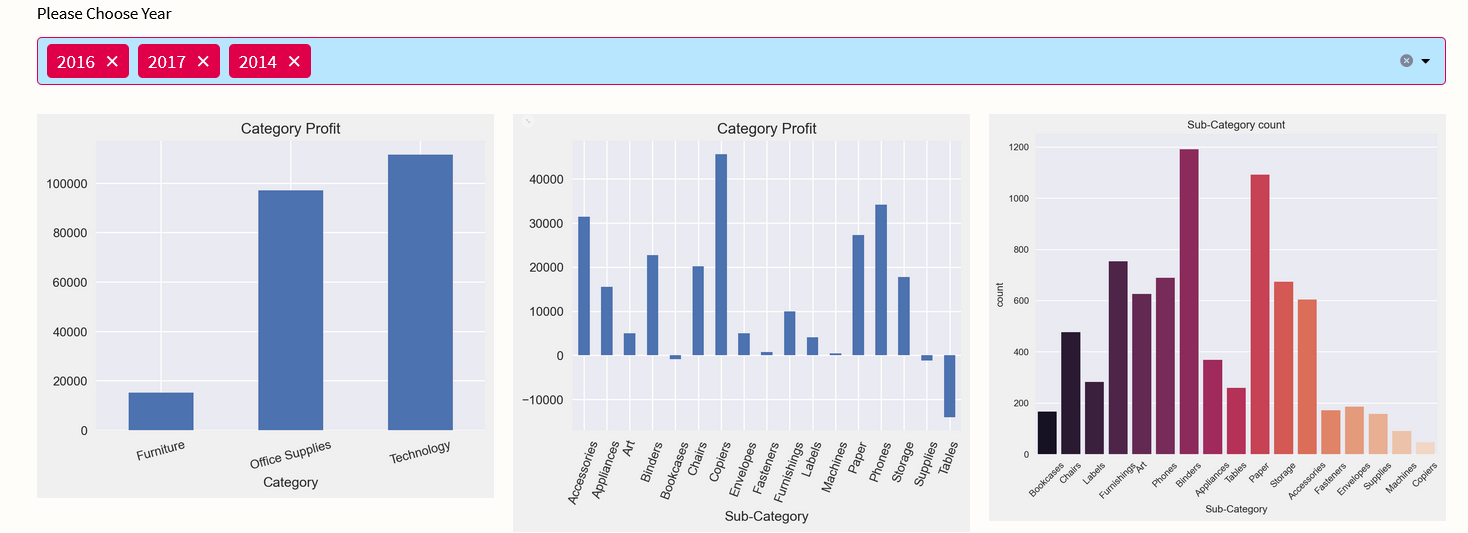 Please Choose Year
2016 ✕ 2017 ✕ 2014 ✕
Category Profit
100000
80000
60000
40000
20000
0
Furniture Office Supplies Technology
Category
Category Profit
40000
30000
20000
10000
0
−10000
Accessories Appliances Art Binders Bookcases Chairs Copiers Envelopes Fasteners Furnishings Labels Machines Paper Phones Storage Supplies Tables
Sub-Category
Sub-Category count
1200
1000
800
600
400
200
0
count
Bookcases Chairs Labels Furnishings Art Phones Binders Appliances Tables Paper Storage Accessories Fasteners Envelopes Supplies Machines Copiers
Sub-Category